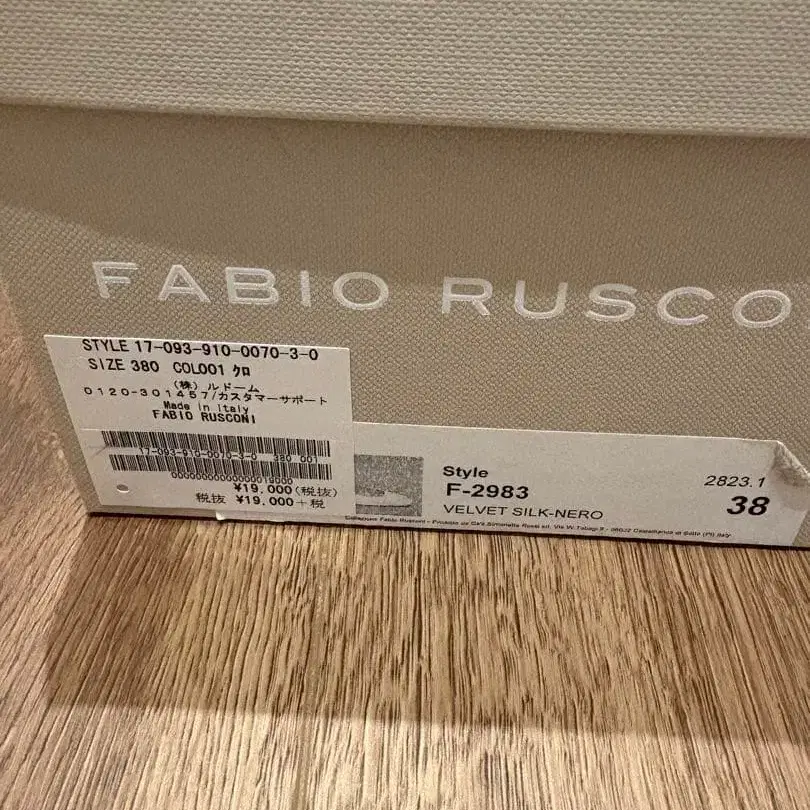 FABIO RUSCO
STYLE 17-093-910-0070-3-0
SIZE 380 COL001 クロ
(株)ルドーム
0120-301457/カスタマーサポート
Made in Italy
FABIO RUSCONI
17-093-910-0070-3-0 380 001
¥19,000(税抜)
税抜 ¥19,000+税
Style
F-2983
VELVET SILK-NERO
2823.1
38